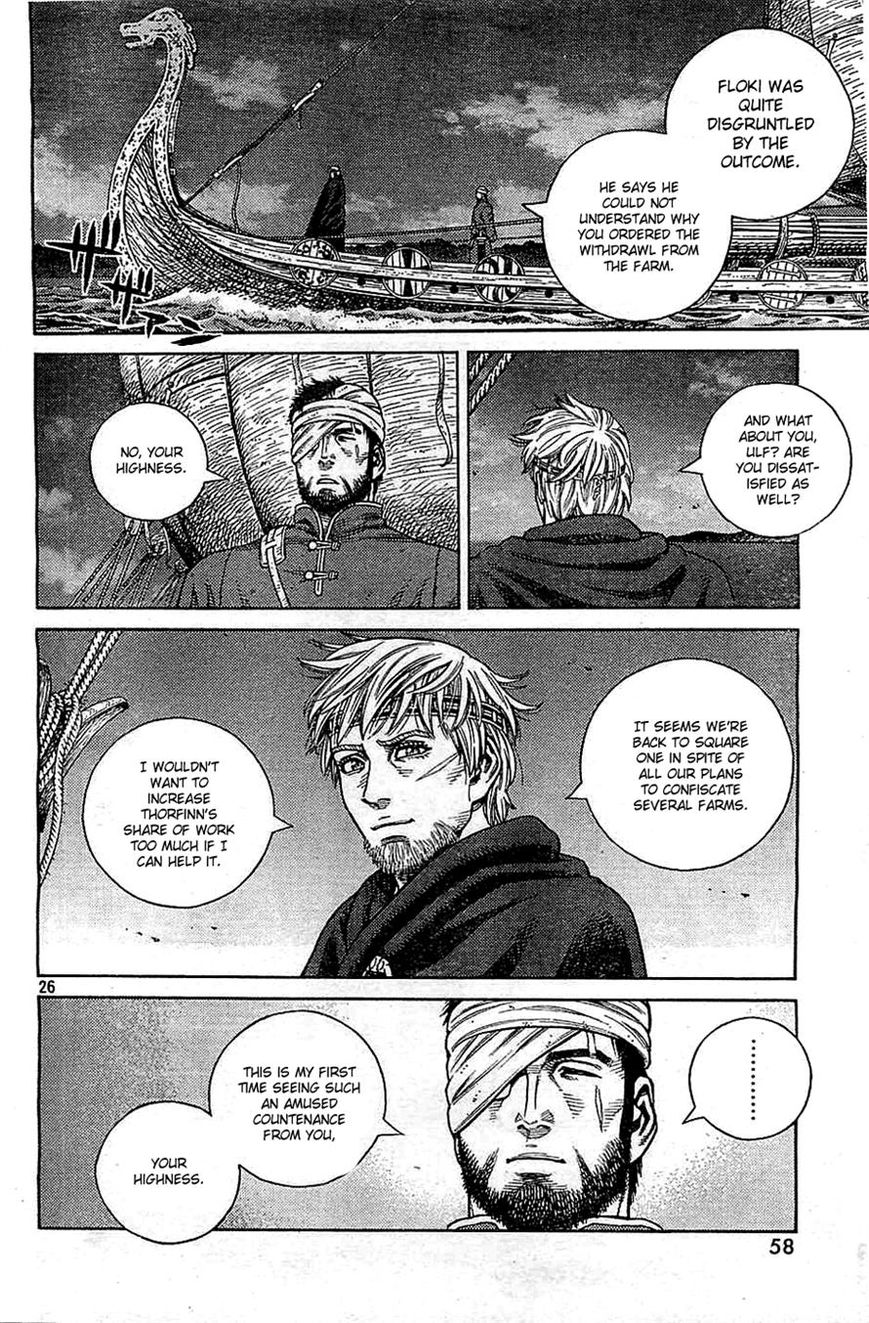 FLOKI WAS
QUITE
DISGRUNTLED
BY THE
OUTCOME.
HE SAYS HE
COULD NOT
UNDERSTAND WHY
YOU ORDERED THE
WITHDRAWL FROM
THE FARM.
AND WHAT
ABOUT YOU,
ULF? ARE
YOU DISSAT-
ISFIED AS
WELL?
NO, YOUR
HIGHNESS.
IT SEEMS WE'RE
BACK TO SQUARE
ONE IN SPITE OF
ALL OUR PLANS
TO CONFISCATE
SEVERAL FARMS.
I WOULDN'T
WANT TO
INCREASE
THORFINN'S
SHARE OF WORK
TOO MUCH IF I
CAN HELP IT.
26
.........
THIS IS MY FIRST
TIME SEEING SUCH
AN AMUSED
COUNTENANCE
FROM YOU,
YOUR
HIGHNESS.
58